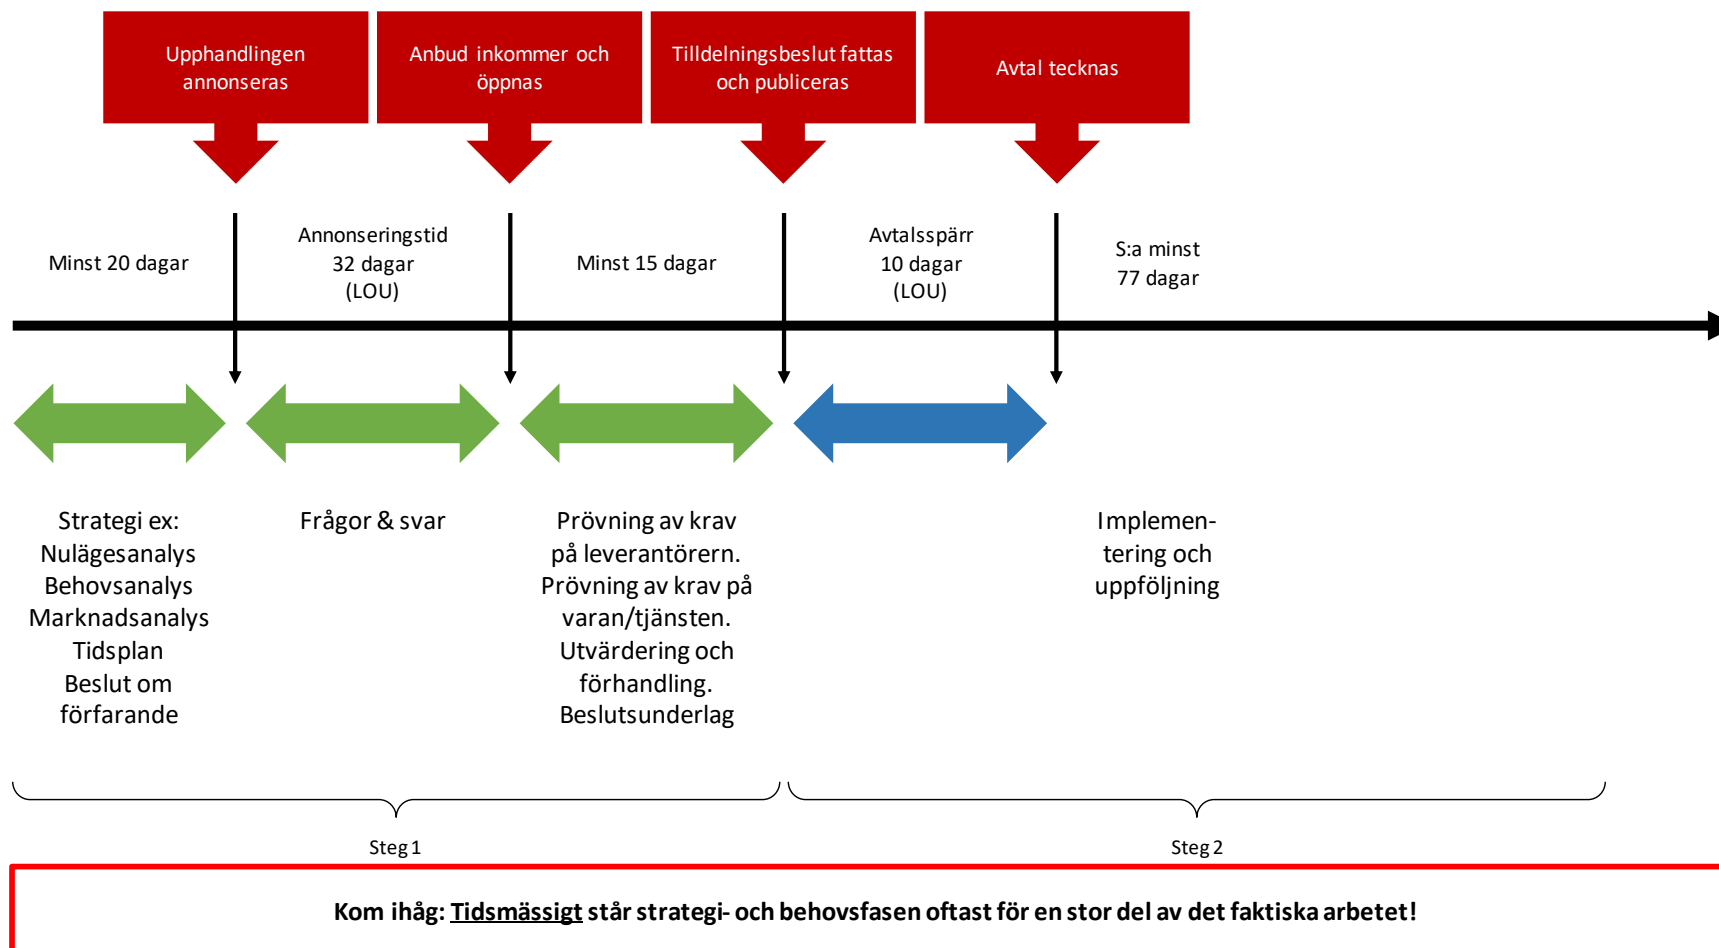 Upphandlingen
annonseras
Anbud inkommer och
öppnas
Tilldelningsbeslut fattas
och publiceras
Avtal tecknas
Minst 20 dagar
Annonseringstid
32 dagar
(LOU)
Minst 15 dagar
Avtalsspärr
10 dagar
(LOU)
S:a minst
77 dagar
Strategi ex:
Nulägesanalys
Behovsanalys
Marknadsanalys
Tidsplan
Beslut om
förfarande
Frågor & svar
Prövning av krav
på leverantörern.
Prövning av krav på
varan/tjänsten.
Utvärdering och
förhandling.
Beslutsunderlag
Implemen-
tering och
uppföljning
Steg 1
Steg 2
Kom ihåg: Tidsmässigt står strategi- och behovsfasen oftast för en stor del av det faktiska arbetet!